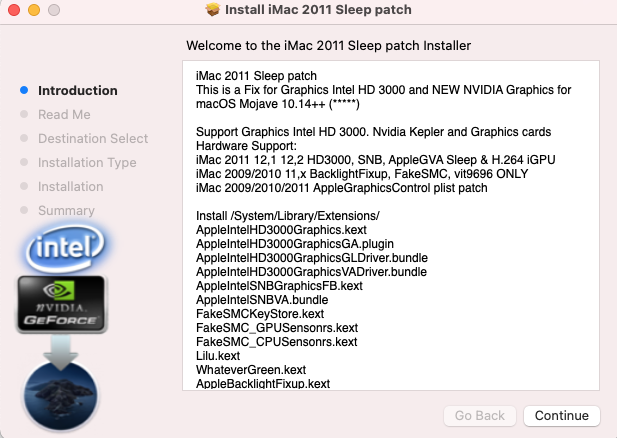 Install iMac 2011 Sleep patch
Welcome to the iMac 2011 Sleep patch Installer
Introduction
Read Me
Destination Select
Installation Type
Installation
Summary
intel
NVIDIA.
GEFORCE
iMac 2011 Sleep patch
This is a Fix for Graphics Intel HD 3000 and NEW NVIDIA Graphics for
macOS Mojave 10.14++ (*****)
Support Graphics Intel HD 3000. Nvidia Kepler and Graphics cards
Hardware Support:
iMac 2011 12,1 12,2 HD3000, SNB, AppleGVA Sleep & H.264 iGPU
iMac 2009/2010 11,x BacklightFixup, FakeSMC, vit9696 ONLY
iMac 2009/2010/2011 AppleGraphicsControl plist patch
Install /System/Library/Extensions/
AppleIntelHD3000Graphics.kext
AppleIntelHD3000GraphicsGA.plugin
AppleIntelHD3000GraphicsGLDriver.bundle
AppleIntelHD3000GraphicsVADriver.bundle
AppleIntelSNBGraphicsFB.kext
AppleIntelSNBVA.bundle
FakeSMCKeyStore.kext
FakeSMC_GPUSensonrs.kext
FakeSMC_CPUSensonrs.kext
Lilu.kext
WhateverGreen.kext
AppleBacklightFixup.kext
Go Back
Continue